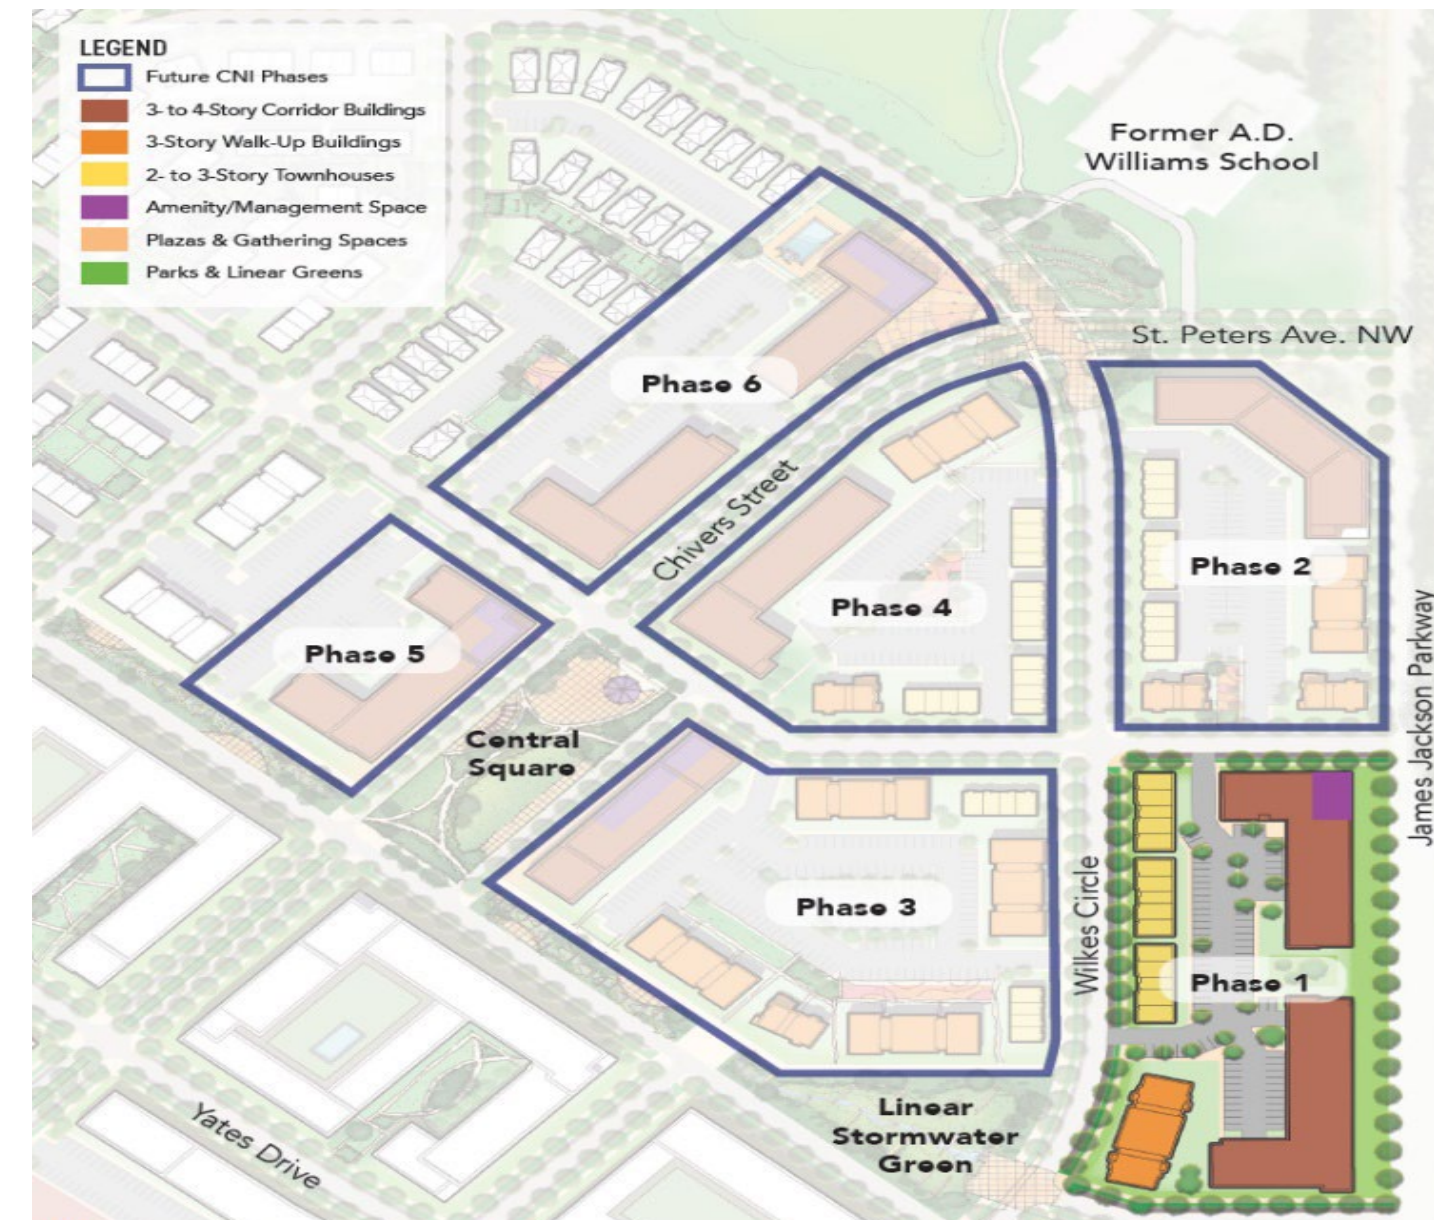 LEGEND
Future CNI Phases
3- to 4-Story Corridor Buildings
3-Story Walk-Up Buildings
2- to 3-Story Townhouses
Amenity/Management Space
Plazas & Gathering Spaces
Parks & Linear Greens
Former A.D.
Williams School
St. Peters Ave. NW
Phase 6
Chivers Street
Phase 2
Phase 4
Phase 5
James Jackson Parkway
Central
Square
Phase 3
Wilkes Circle
Phase 1
Linear
Stormwater
Green
Yates Drive